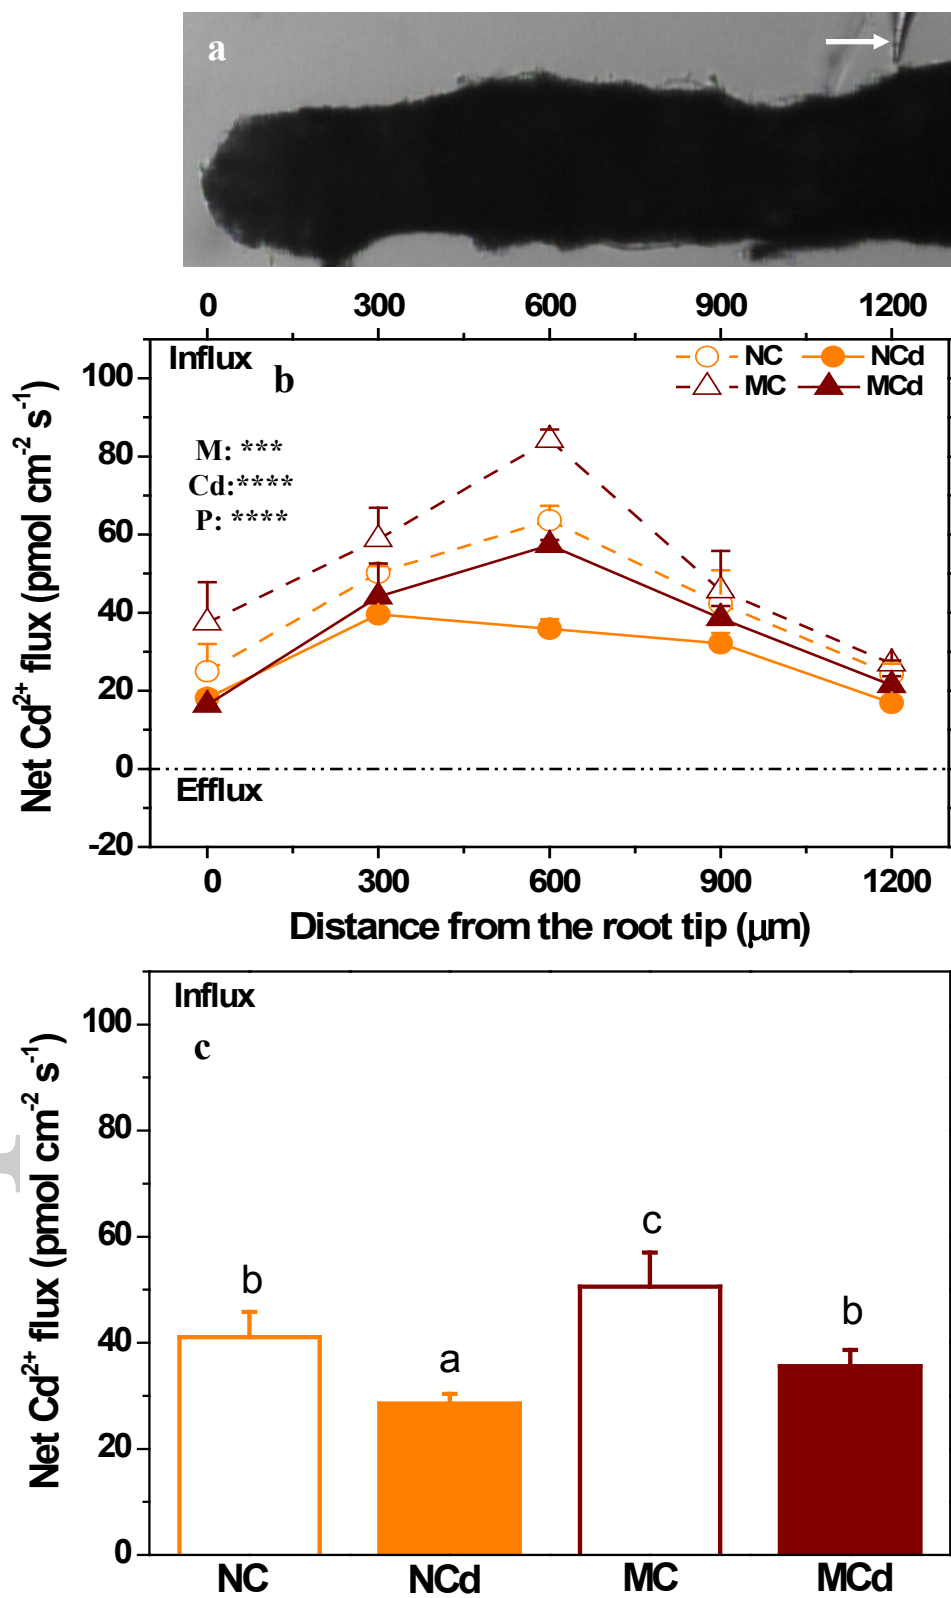 a
0 300 600 900 1200
Influx
b
NC NCd
MC MCd
M: ***
Cd:****
P: ****
100
80
60
40
20
0
-20
Efflux
Net Cd²⁺ flux (pmol cm⁻² s⁻¹)
0 300 600 900 1200
Distance from the root tip (μm)
Influx
c
100
80
60
40
20
0
Net Cd²⁺ flux (pmol cm⁻² s⁻¹)
b
a
c
b
NC NCd MC MCd